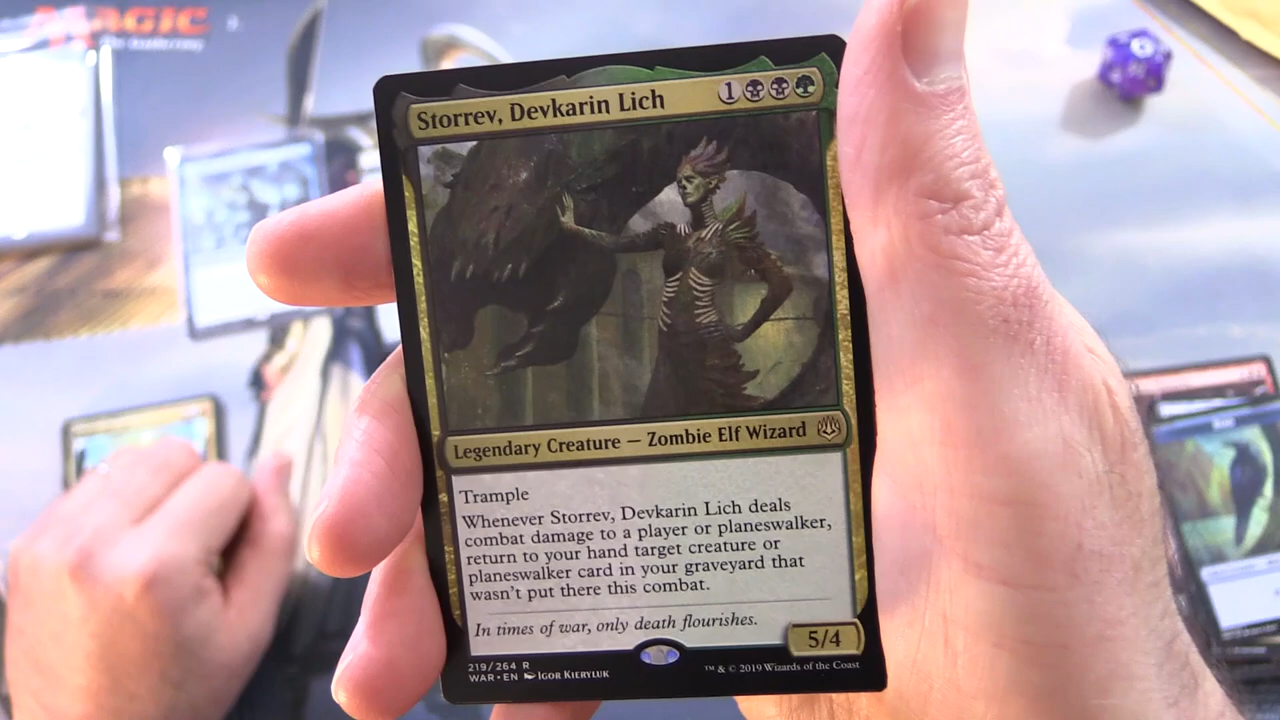 MAGIC
The Gathering
Storrev, Devkarin Lich
1
Legendary Creature — Zombie Elf Wizard
Trample
Whenever Storrev, Devkarin Lich deals
combat damage to a player or planeswalker,
return to your hand target creature or
planeswalker card in your graveyard that
wasn't put there this combat.
In times of war, only death flourishes.
5/4
219/264 R
WAR • EN Igor Kieryluk
™ & © 2019 Wizards of the Coast